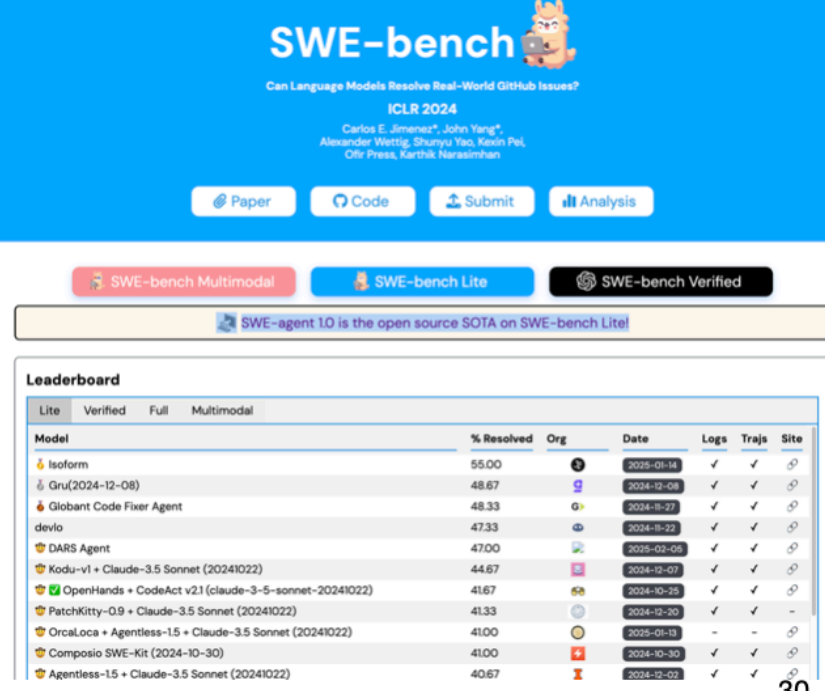 SWE-bench
Can Language Models Resolve Real-World GitHub Issues?
ICLR 2024
Carlos E. Jimenez*, John Yang*,
Alexander Wettig, Shunyu Yao, Kexin Pei,
Ofir Press, Karthik Narasimhan
Paper Code Submit Analysis
SWE-bench Multimodal SWE-bench Lite SWE-bench Verified
SWE-agent 1.0 is the open source SOTA on SWE-bench Lite!
Leaderboard
Lite Verified Full Multimodal
Model % Resolved Org Date Logs Trajs Site
🥇 Isoform 55.00 2025-01-14 ✓ ✓ 🔗
🥈 Gru(2024-12-08) 48.67 2024-12-08 ✓ ✓ 🔗
🥉 Globant Code Fixer Agent 48.33 2024-11-27 ✓ ✓ 🔗
devlo 47.33 2024-11-22 ✓ ✓ 🔗
🤠 DARS Agent 47.00 2025-02-05 ✓ ✓ 🔗
🤠 Kodu-v1 + Claude-3.5 Sonnet (20241022) 44.67 2024-12-07 ✓ ✓ 🔗
🤠 ✅ OpenHands + CodeAct v2.1 (claude-3-5-sonnet-20241022) 41.67 2024-10-25 ✓ ✓ 🔗
🤠 PatchKitty-0.9 + Claude-3.5 Sonnet (20241022) 41.33 2024-12-20 ✓ ✓ -
🤠 OrcaLoca + Agentless-1.5 + Claude-3.5 Sonnet (20241022) 41.00 2025-01-13 - - 🔗
🤠 Composio SWE-Kit (2024-10-30) 41.00 2024-10-30 ✓ ✓ 🔗
🤠 Agentless-1.5 + Claude-3.5 Sonnet (20241022) 40.67 2024-12-02 ✓ ✓ 🔗